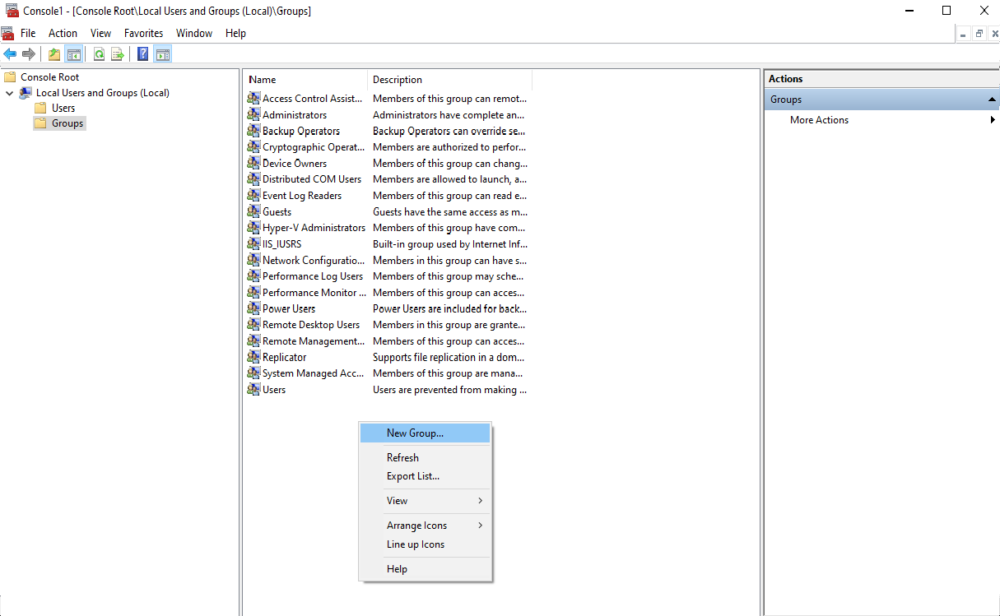 Console1 - [Console Root\Local Users and Groups (Local)\Groups]
File Action View Favorites Window Help
Console Root
Local Users and Groups (Local)
Users
Groups
Name Description
Access Control Assist... Members of this group can remot...
Administrators Administrators have complete an...
Backup Operators Backup Operators can override se...
Cryptographic Operat... Members are authorized to perfor...
Device Owners Members of this group can chang...
Distributed COM Users Members are allowed to launch, a...
Event Log Readers Members of this group can read e...
Guests Guests have the same access as m...
Hyper-V Administrators Members of this group have com...
IIS_IUSRS Built-in group used by Internet Inf...
Network Configuratio... Members in this group can have s...
Performance Log Users Members of this group may sche...
Performance Monitor ... Members of this group can acces...
Power Users Power Users are included for back...
Remote Desktop Users Members in this group are grante...
Remote Management... Members of this group can acces...
Replicator Supports file replication in a dom...
System Managed Acc... Members of this group are mana...
Users Users are prevented from making ...
New Group...
Refresh
Export List...
View
Arrange Icons
Line up Icons
Help
Actions
Groups
More Actions